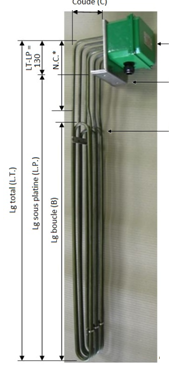 Coude (C)
LT-LP =
130
N.C.*
Lg total (L.T.)
Lg sous platine (L.P.)
Lg boucle (B)